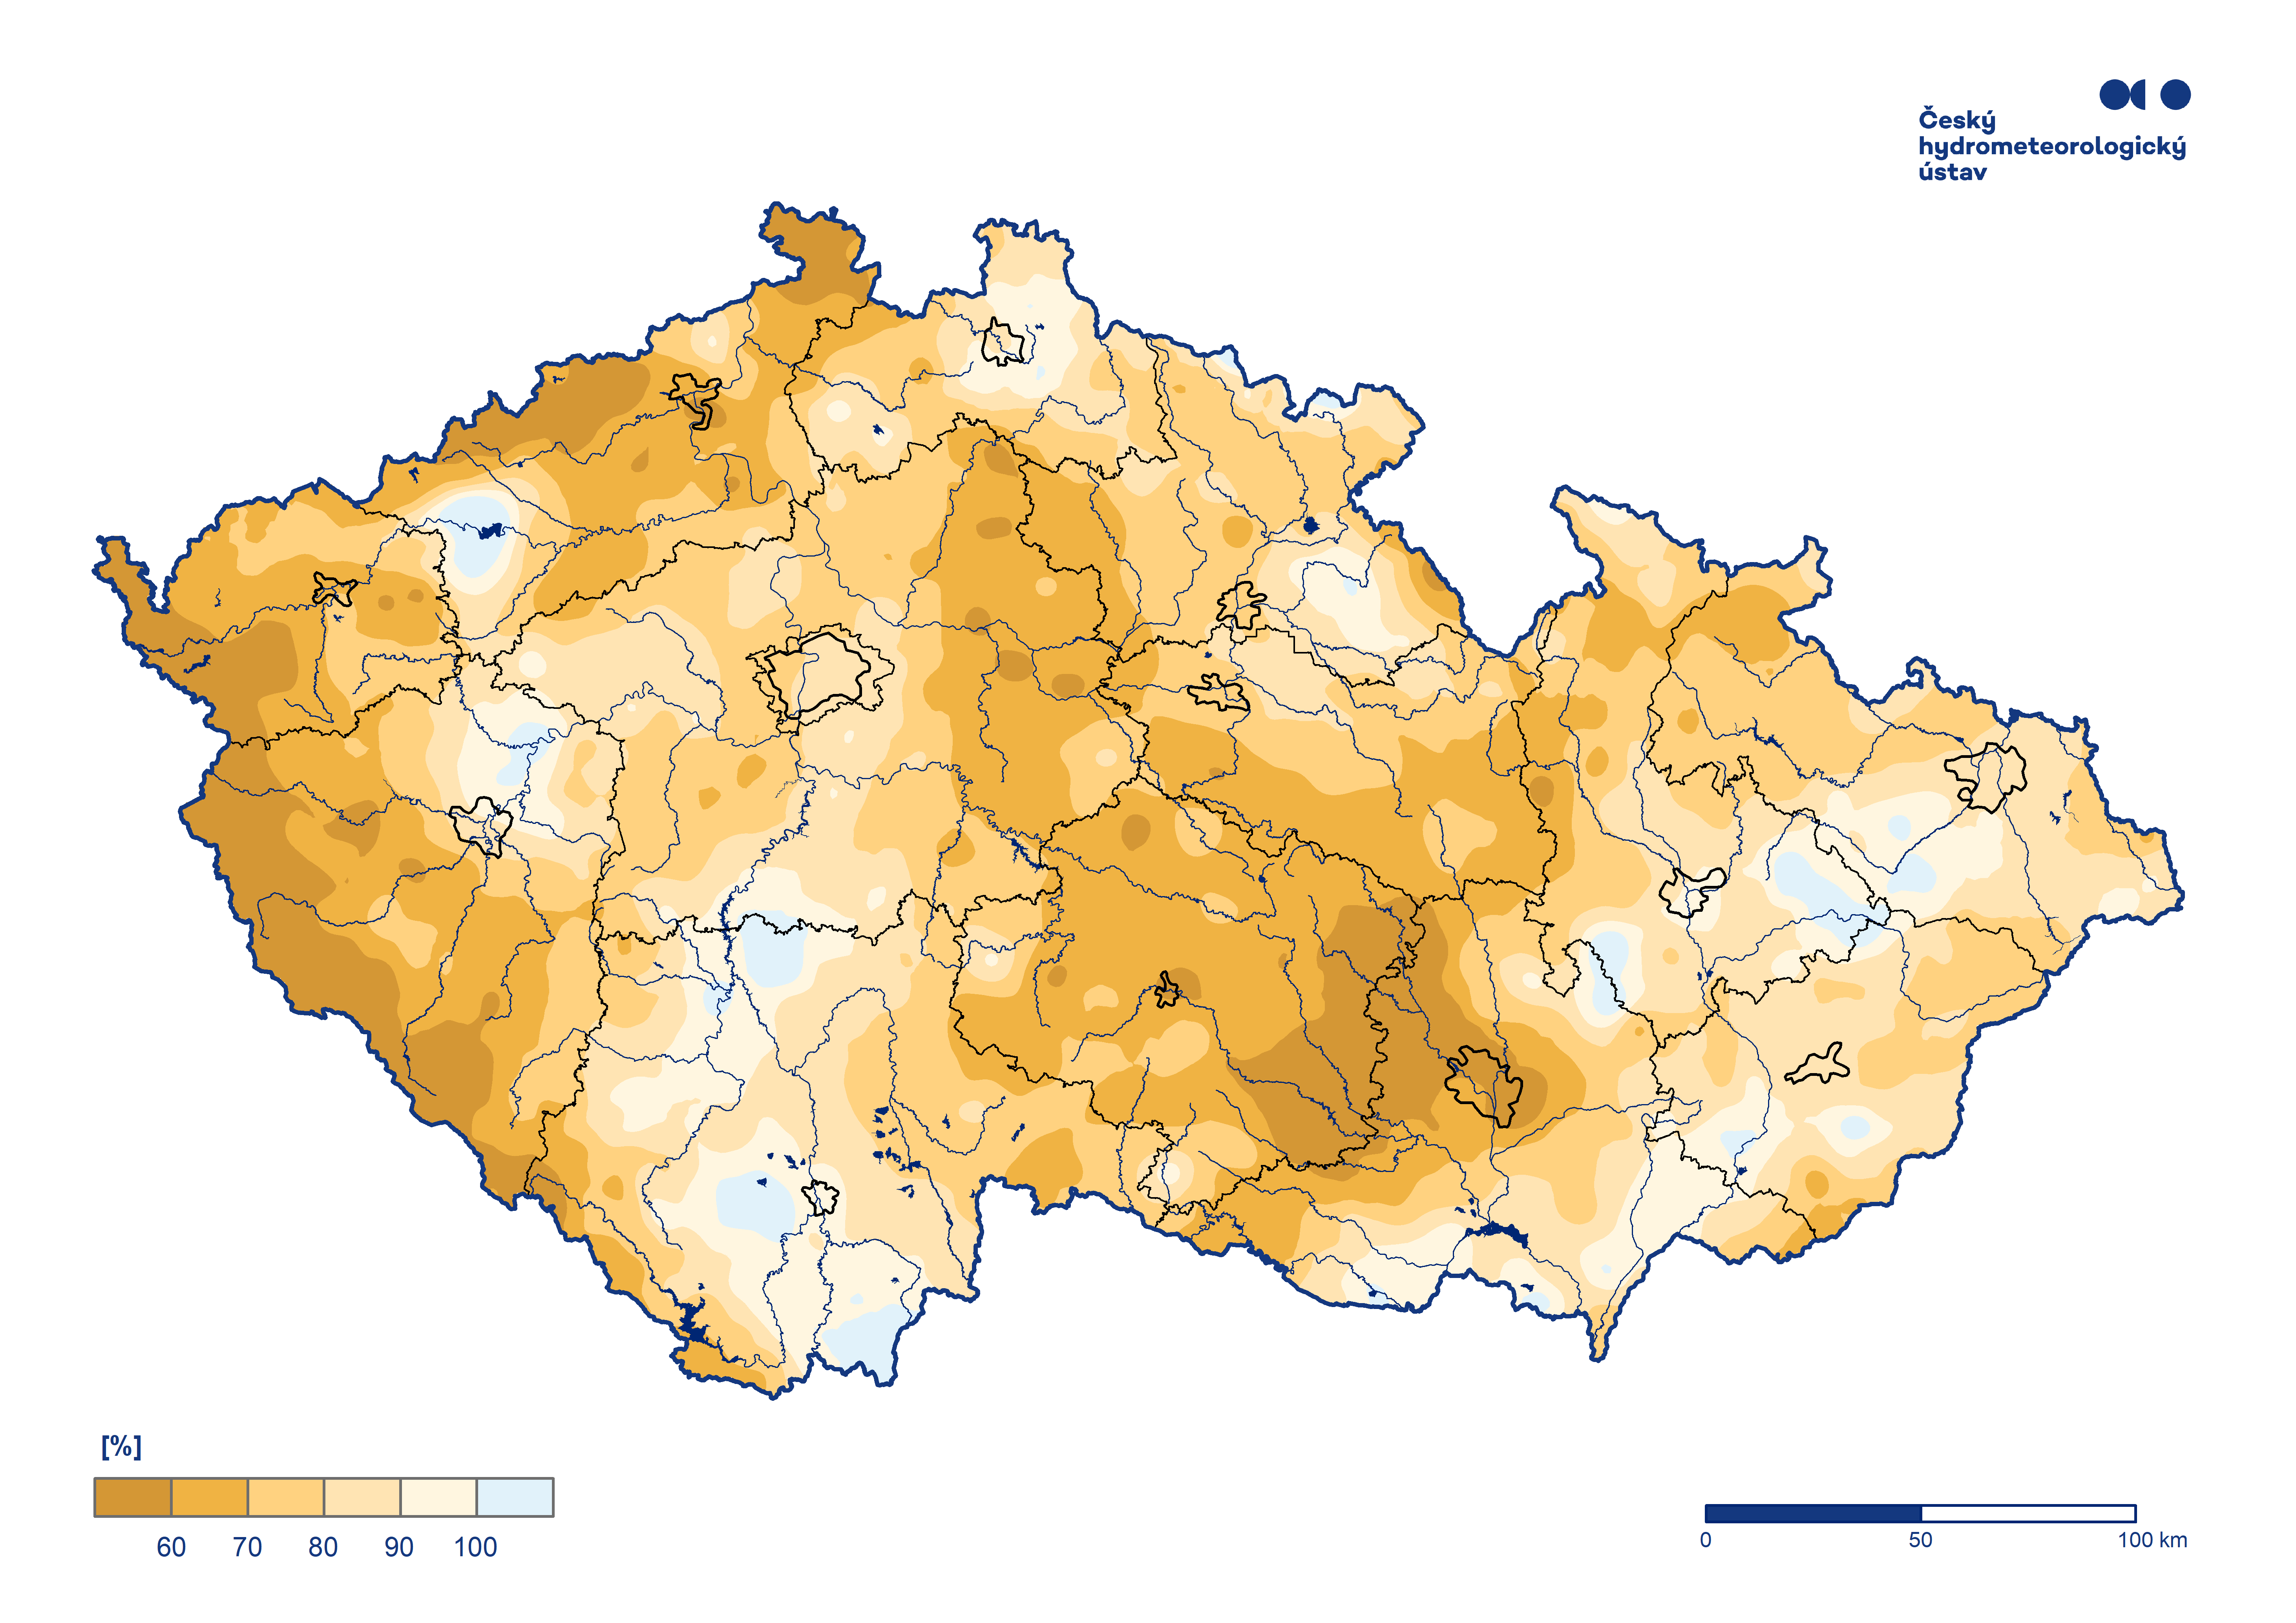 Český
hydrometeorologický
ústav
[%]
60 70 80 90 100
0 50 100 km